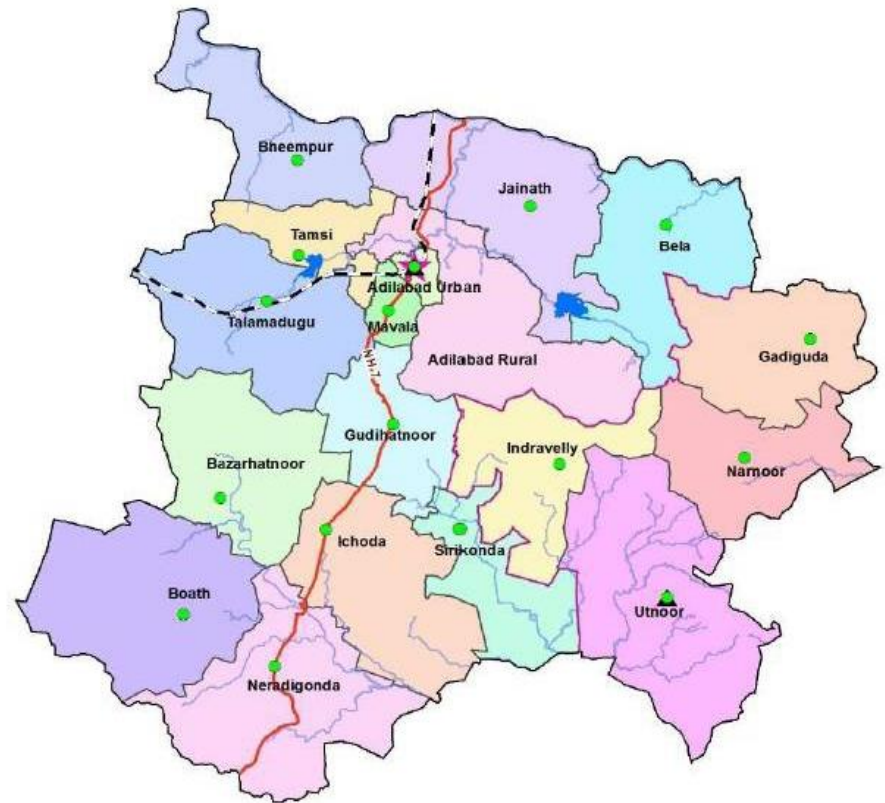 Bheempur
Jainath
Tamsi
Bela
Adilabad Urban
Talamadugu
Mavala
NH-7
Adilabad Rural
Gadiguda
Gudihatnoor
Indravelly
Bazarhatnoor
Narnoor
Ichoda
Sirikonda
Boath
Utnoor
Neradigonda